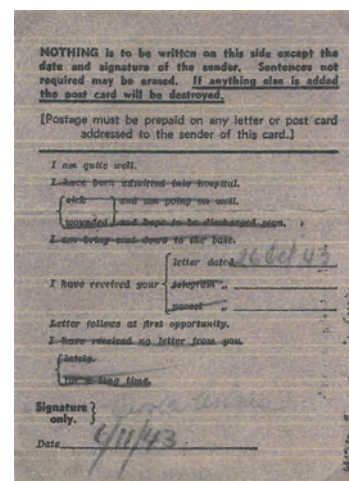 NOTHING is to be written on this side except the
date and signature of the sender. Sentences not
required may be erased. If anything else is added
the post card will be destroyed.
[Postage must be prepaid on any letter or post card
addressed to the sender of this card.]
I am quite well.
I have been admitted into hospital.
sick and am going on well.
wounded and hope to be discharged soon.
I am being sent down to the base.
letter dated 26 Oct 43
I have received your telegram „
parcel „
Letter follows at first opportunity.
I have received no letter from you.
lately.
for a long time.
Signature
only.
Date 6/11/43